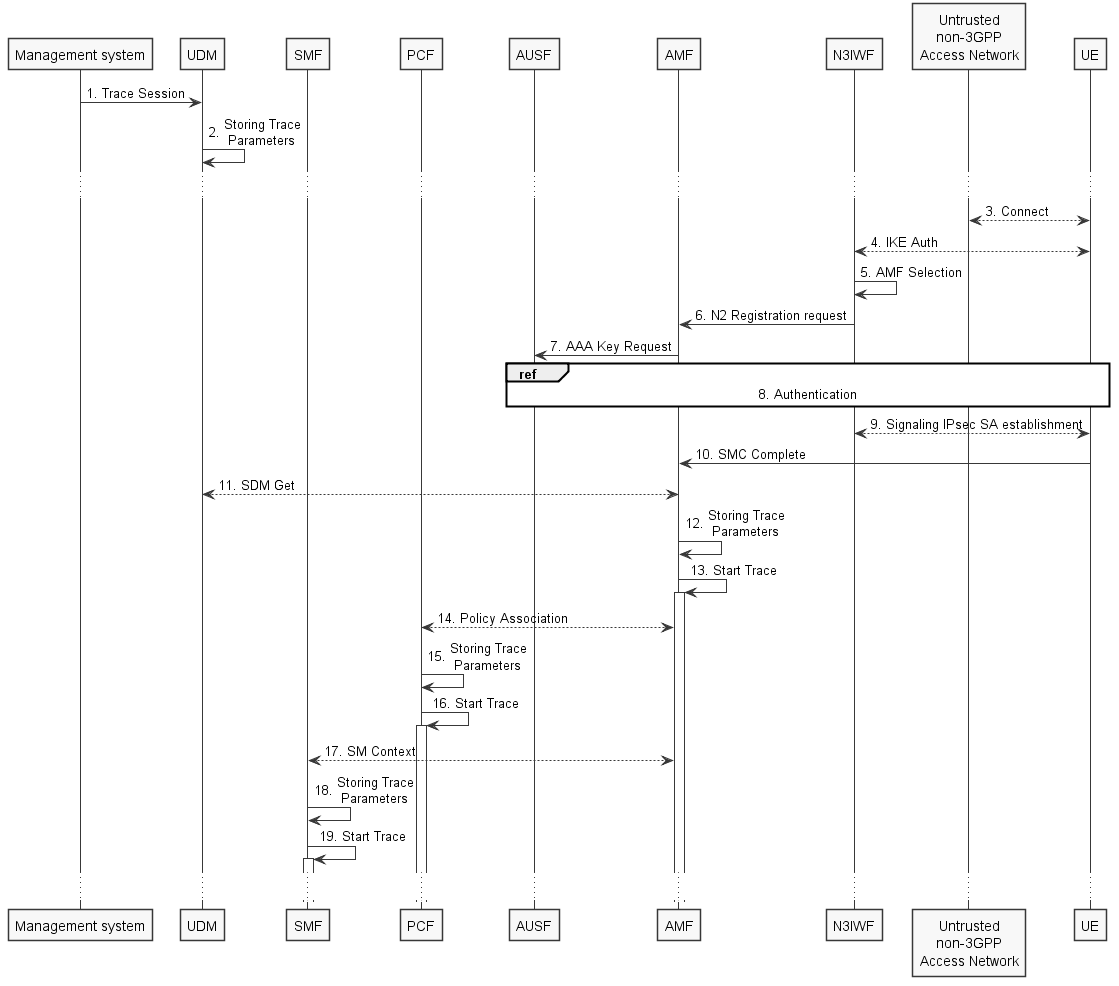 Untrusted
non-3GPP
Access Network
Management system
UDM
SMF
PCF
AUSF
AMF
N3IWF
UE
1. Trace Session
2. Storing Trace
Parameters
3. Connect
4. IKE Auth
5. AMF Selection
6. N2 Registration request
7. AAA Key Request
ref
8. Authentication
9. Signaling IPsec SA establishment
10. SMC Complete
11. SDM Get
12. Storing Trace
Parameters
13. Start Trace
14. Policy Association
15. Storing Trace
Parameters
16. Start Trace
17. SM Context
18. Storing Trace
Parameters
19. Start Trace
Management system
UDM
SMF
PCF
AUSF
AMF
N3IWF
Untrusted
non-3GPP
Access Network
UE